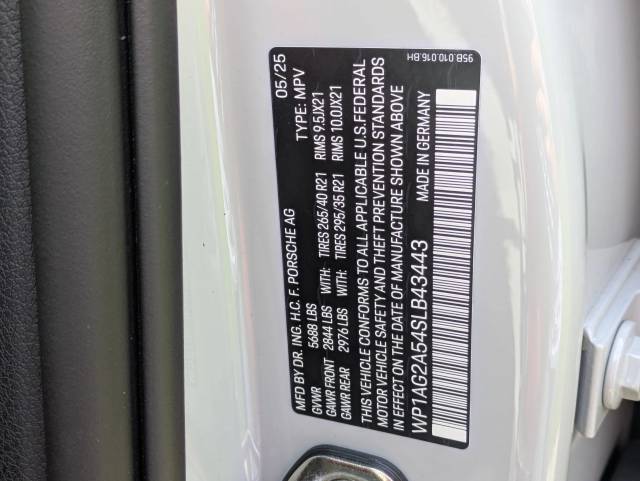 95B.010.016.BH
MFD BY DR. ING. H.C. F. PORSCHE AG 05/25
GVWR 5688 LBS TYPE: MPV
GAWR FRONT 2844 LBS WITH: TIRES 265/40 R21 RIMS 9.5JX21
GAWR REAR 2976 LBS WITH: TIRES 295/35 R21 RIMS 10.0JX21
THIS VEHICLE CONFORMS TO ALL APPLICABLE U.S.FEDERAL
MOTOR VEHICLE SAFETY AND THEFT PREVENTION STANDARDS
IN EFFECT ON THE DATE OF MANUFACTURE SHOWN ABOVE
WP1AG2A54SLB43443 MADE IN GERMANY